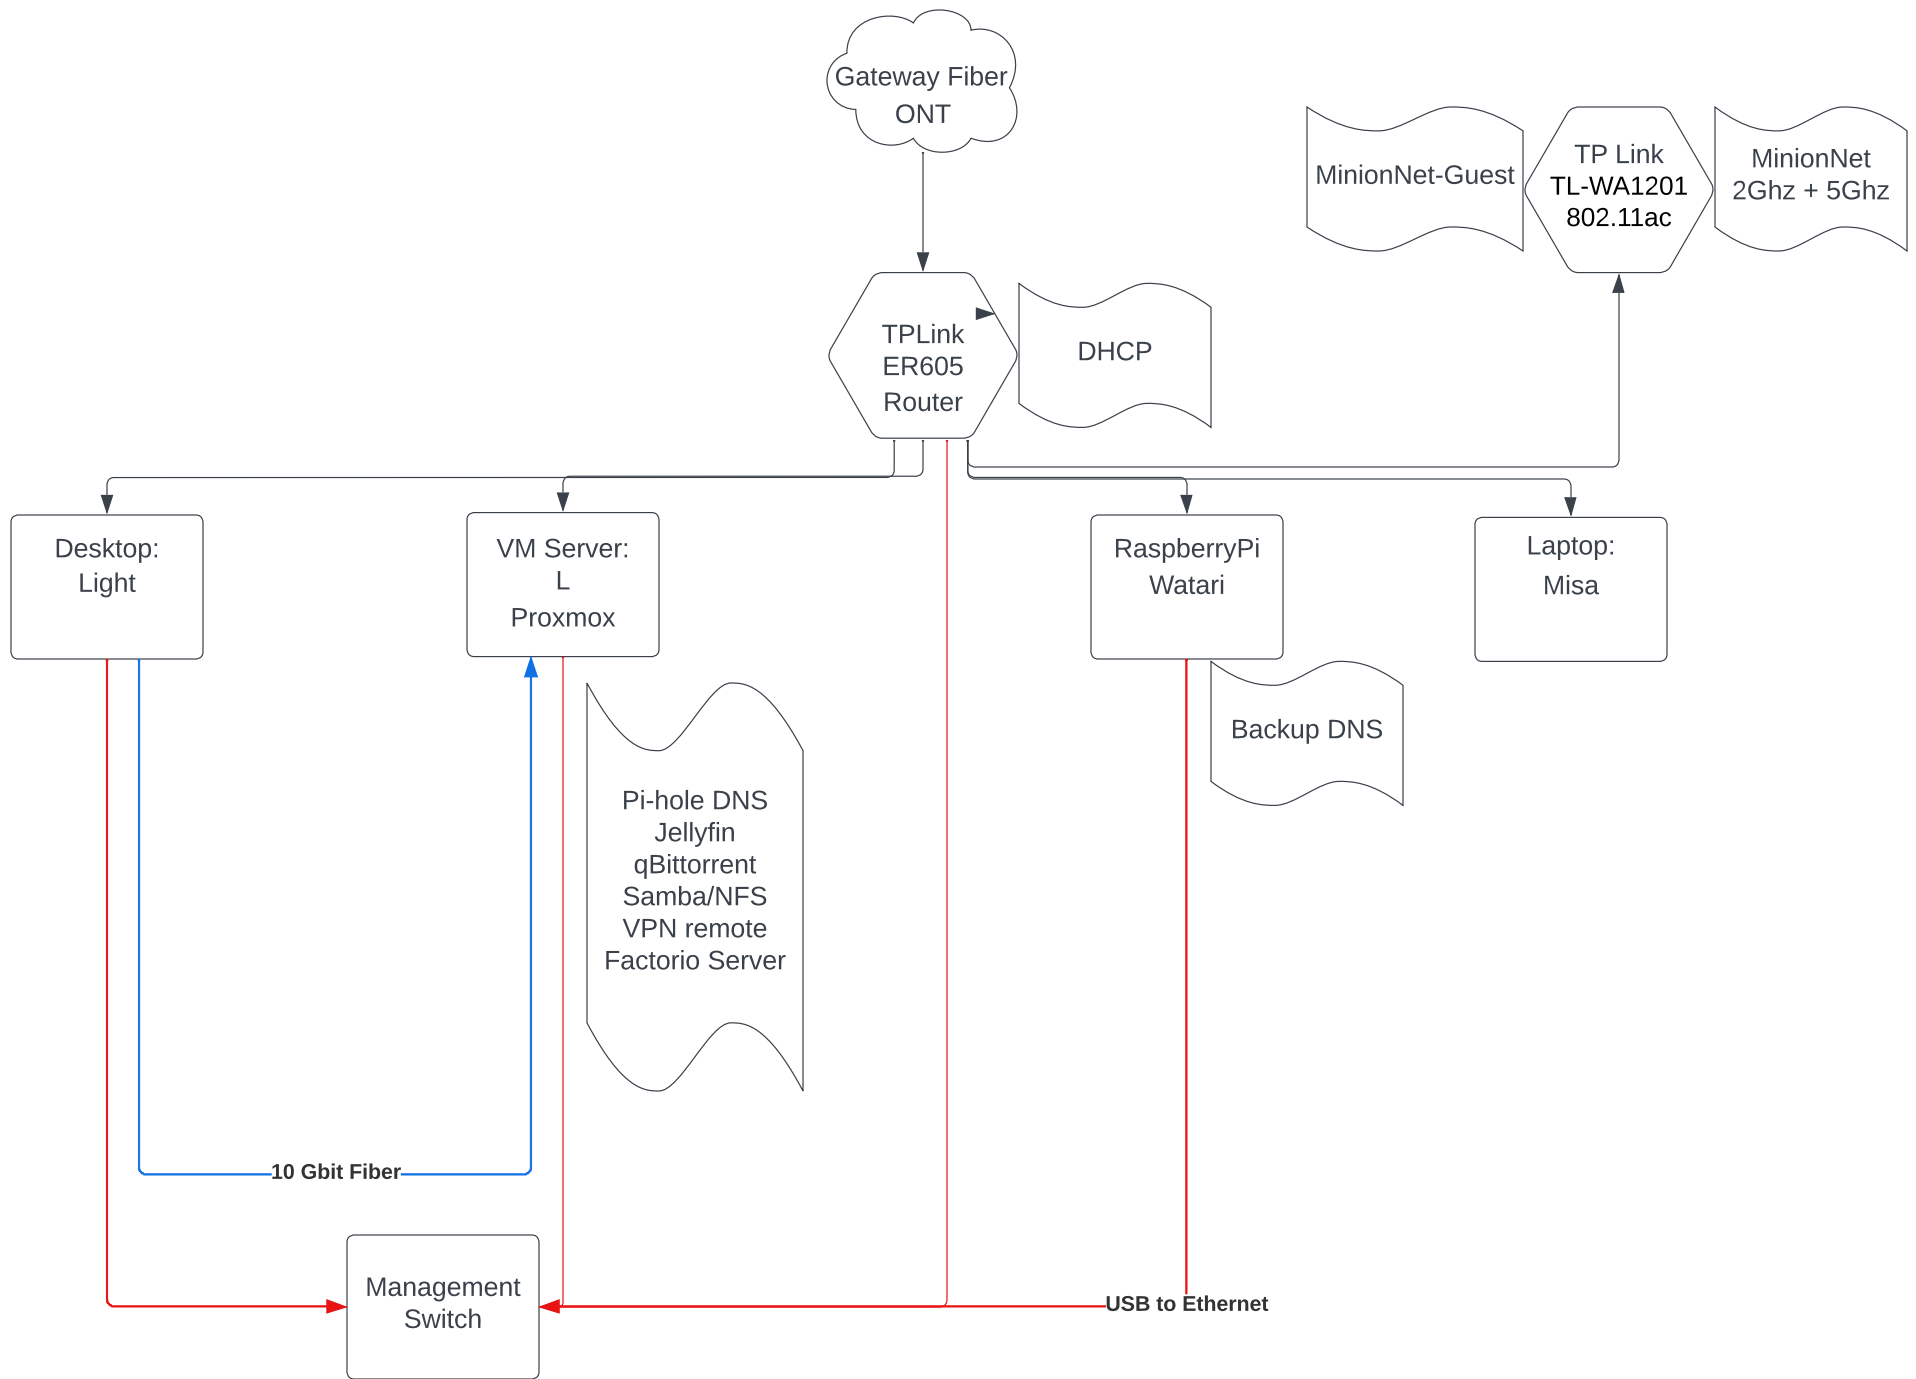 Gateway Fiber
ONT
MinionNet-Guest
TP Link
TL-WA1201
802.11ac
MinionNet
2Ghz + 5Ghz
TPLink
ER605
Router
DHCP
Desktop:
Light
VM Server:
L
Proxmox
RaspberryPi
Watari
Laptop:
Misa
Backup DNS
Pi-hole DNS
Jellyfin
qBittorrent
Samba/NFS
VPN remote
Factorio Server
10 Gbit Fiber
Management
Switch
USB to Ethernet